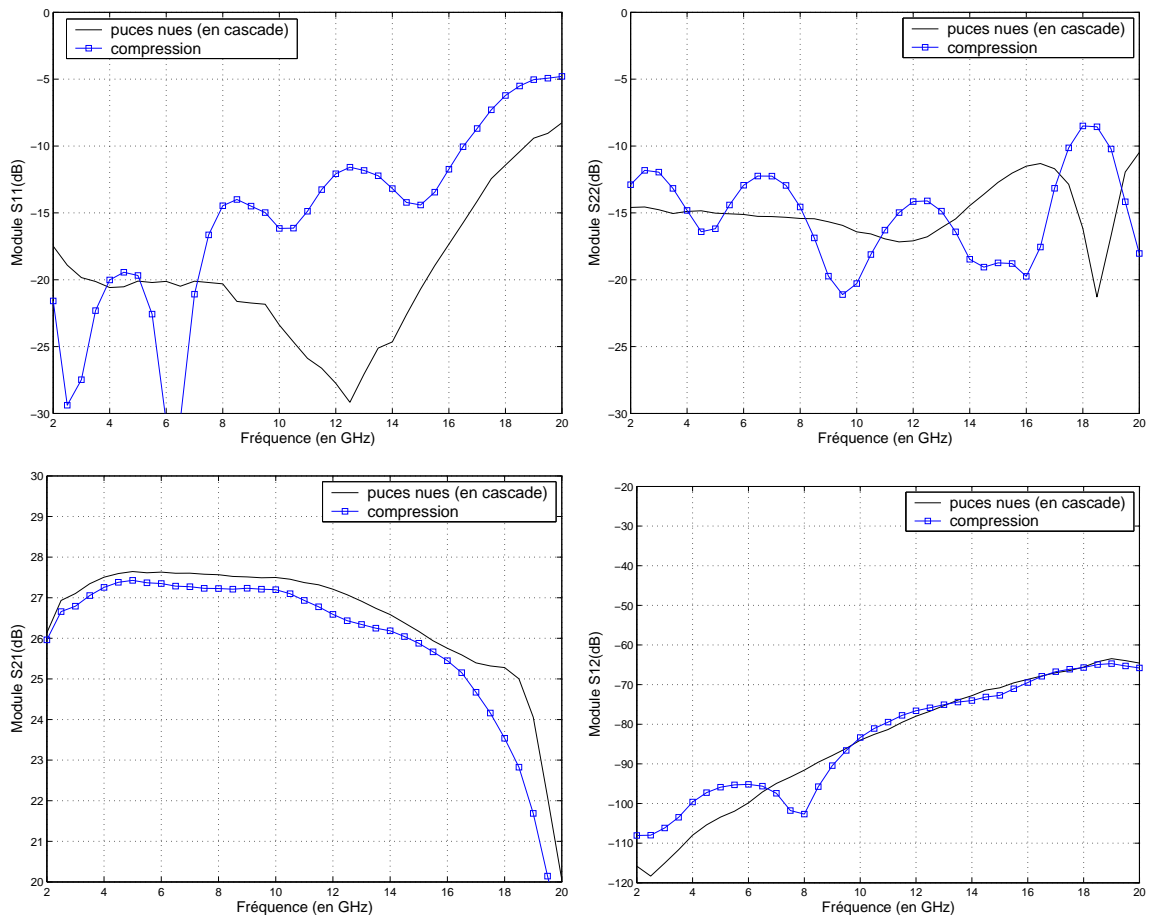 puces nues (en cascade)
compression
Module S11(dB)
0
−5
−10
−15
−20
−25
−30
2 4 6 8 10 12 14 16 18 20
Fréquence (en GHz)
puces nues (en cascade)
compression
Module S22(dB)
0
−5
−10
−15
−20
−25
−30
2 4 6 8 10 12 14 16 18 20
Fréquence (en GHz)
puces nues (en cascade)
compression
Module S21(dB)
30
29
28
27
26
25
24
23
22
21
20
2 4 6 8 10 12 14 16 18 20
Fréquence (en GHz)
puces nues (en cascade)
compression
Module S12(dB)
−20
−30
−40
−50
−60
−70
−80
−90
−100
−110
−120
2 4 6 8 10 12 14 16 18 20
Fréquence (en GHz)